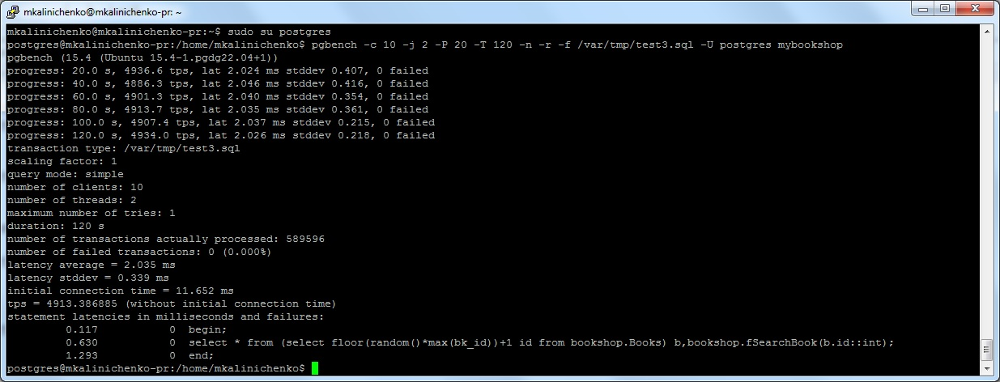 mkalinichenko@mkalinichenko-pr: ~
mkalinichenko@mkalinichenko-pr:~$ sudo su postgres
postgres@mkalinichenko-pr:/home/mkalinichenko$ pgbench -c 10 -j 2 -P 20 -T 120 -n -r -f /var/tmp/test3.sql -U postgres mybookshop
pgbench (15.4 (Ubuntu 15.4-1.pgdg22.04+1))
progress: 20.0 s, 4936.6 tps, lat 2.024 ms stddev 0.407, 0 failed
progress: 40.0 s, 4886.3 tps, lat 2.046 ms stddev 0.416, 0 failed
progress: 60.0 s, 4901.3 tps, lat 2.040 ms stddev 0.354, 0 failed
progress: 80.0 s, 4913.7 tps, lat 2.035 ms stddev 0.361, 0 failed
progress: 100.0 s, 4907.4 tps, lat 2.037 ms stddev 0.215, 0 failed
progress: 120.0 s, 4934.0 tps, lat 2.026 ms stddev 0.218, 0 failed
transaction type: /var/tmp/test3.sql
scaling factor: 1
query mode: simple
number of clients: 10
number of threads: 2
maximum number of tries: 1
duration: 120 s
number of transactions actually processed: 589596
number of failed transactions: 0 (0.000%)
latency average = 2.035 ms
latency stddev = 0.339 ms
initial connection time = 11.652 ms
tps = 4913.386885 (without initial connection time)
statement latencies in milliseconds and failures:
0.117 0 begin;
0.630 0 select * from (select floor(random()*max(bk_id))+1 id from bookshop.Books) b,bookshop.fSearchBook(b.id::int);
1.293 0 end;
postgres@mkalinichenko-pr:/home/mkalinichenko$